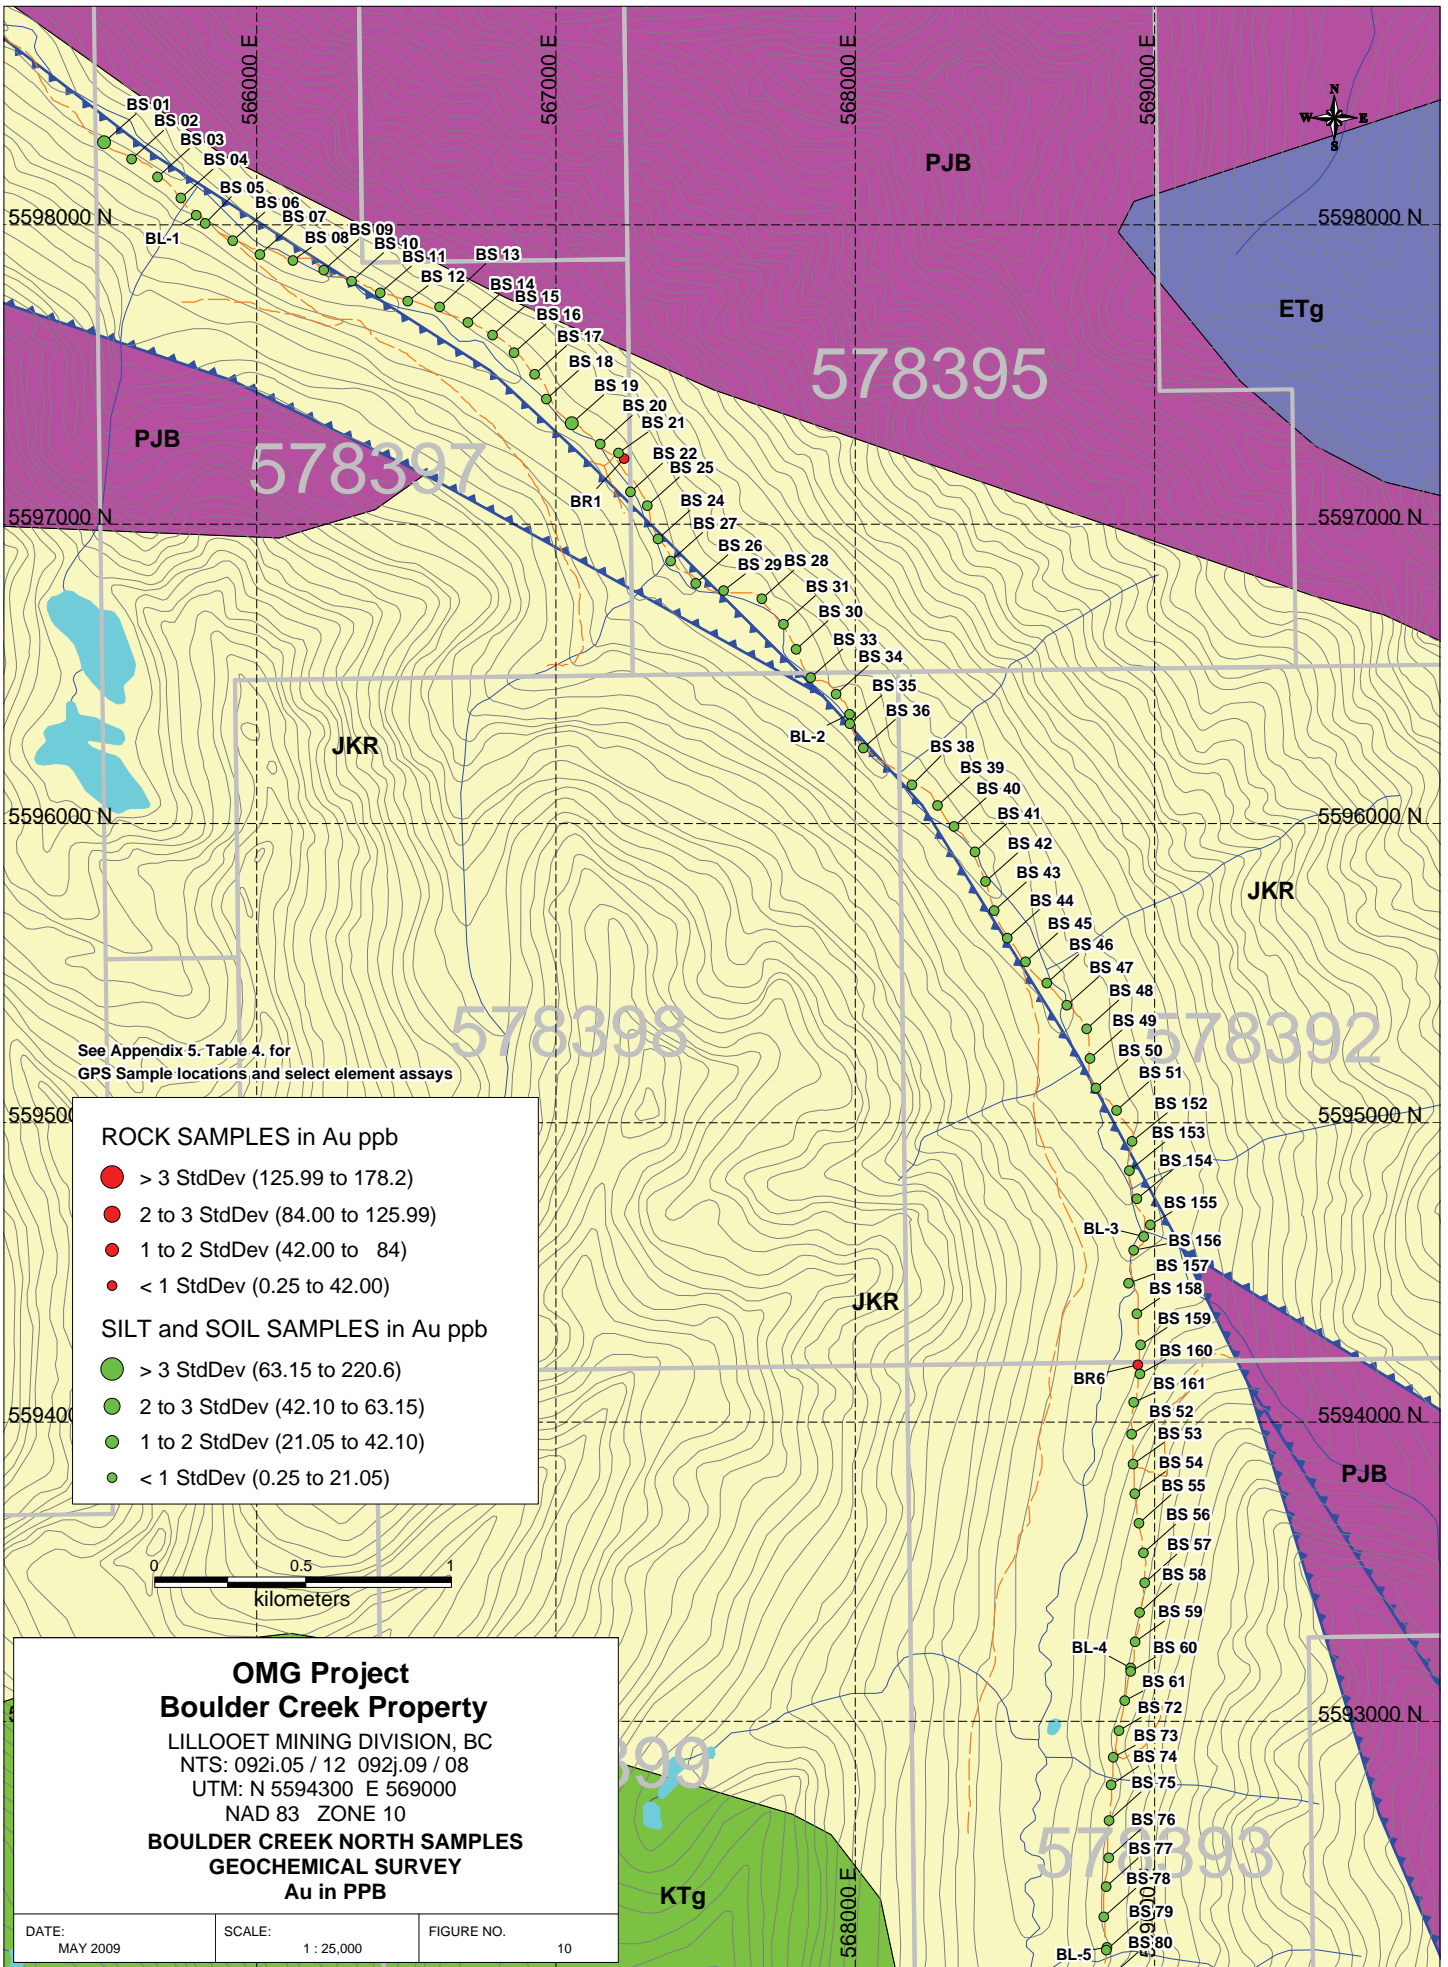 566000 E
567000 E
568000 E
569000 E
N
W E
S
BS 01
BS 02
BS 03
BS 04
BS 05
BS 06
BS 07
BS 08
BS 09
BS 10
BS 11
BS 12
BS 13
BS 14
BS 15
BS 16
BS 17
BS 18
BS 19
BS 20
BS 21
BS 22
BS 25
BS 24
BS 27
BS 26
BS 29
BS 28
BS 31
BS 30
BS 33
BS 34
BS 35
BS 36
BS 38
BS 39
BS 40
BS 41
BS 42
BS 43
BS 44
BS 45
BS 46
BS 47
BS 48
BS 49
BS 50
BS 51
BS 152
BS 153
BS 154
BS 155
BS 156
BS 157
BS 158
BS 159
BS 160
BS 161
BS 52
BS 53
BS 54
BS 55
BS 56
BS 57
BS 58
BS 59
BS 60
BS 61
BS 72
BS 73
BS 74
BS 75
BS 76
BS 77
BS 78
BS 79
BS 80
BL-1
BR1
BL-2
BL-3
BR6
BL-4
BL-5
PJB
ETg
PJB
JKR
JKR
JKR
PJB
KTg
578395
578397
578398
578392
578393
399
5598000 N
5598000 N
5597000 N
5597000 N
5596000 N
5596000 N
5595000 N
5594000 N
5593000 N
568000 E
See Appendix 5. Table 4. for
GPS Sample locations and select element assays
ROCK SAMPLES in Au ppb
> 3 StdDev (125.99 to 178.2)
2 to 3 StdDev (84.00 to 125.99)
1 to 2 StdDev (42.00 to 84)
< 1 StdDev (0.25 to 42.00)
SILT and SOIL SAMPLES in Au ppb
> 3 StdDev (63.15 to 220.6)
2 to 3 StdDev (42.10 to 63.15)
1 to 2 StdDev (21.05 to 42.10)
< 1 StdDev (0.25 to 21.05)
0 0.5 1
kilometers
OMG Project
Boulder Creek Property
LILLOOET MINING DIVISION, BC
NTS: 092i.05 / 12 092j.09 / 08
UTM: N 5594300 E 569000
NAD 83 ZONE 10
BOULDER CREEK NORTH SAMPLES
GEOCHEMICAL SURVEY
Au in PPB
DATE:
MAY 2009
SCALE:
1 : 25,000
FIGURE NO.
10